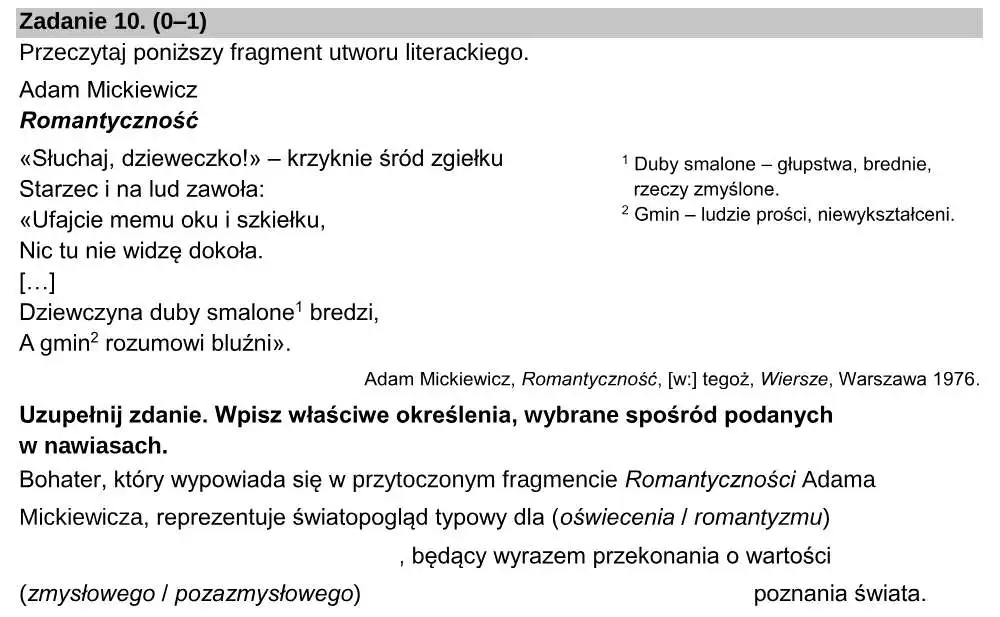 Zadanie 10. (0–1)
Przeczytaj poniższy fragment utworu literackiego.
Adam Mickiewicz
Romantyczność
«Słuchaj, dzieweczko!» – krzyknie śród zgiełku
Starzec i na lud zawoła:
«Ufajcie memu oku i szkiełku,
Nic tu nie widzę dokoła.
[…]
Dziewczyna duby smalone¹ bredzi,
A gmin² rozumowi bluźni».
¹ Duby smalone – głupstwa, brednie,
rzeczy zmyślone.
² Gmin – ludzie prości, niewykształceni.
Adam Mickiewicz, Romantyczność, [w:] tegoż, Wiersze, Warszawa 1976.
Uzupełnij zdanie. Wpisz właściwe określenia, wybrane spośród podanych
w nawiasach.
Bohater, który wypowiada się w przytoczonym fragmencie Romantyczności Adama
Mickiewicza, reprezentuje światopogląd typowy dla (oświecenia / romantyzmu)
, będący wyrazem przekonania o wartości
(zmysłowego / pozazmysłowego) poznania świata.